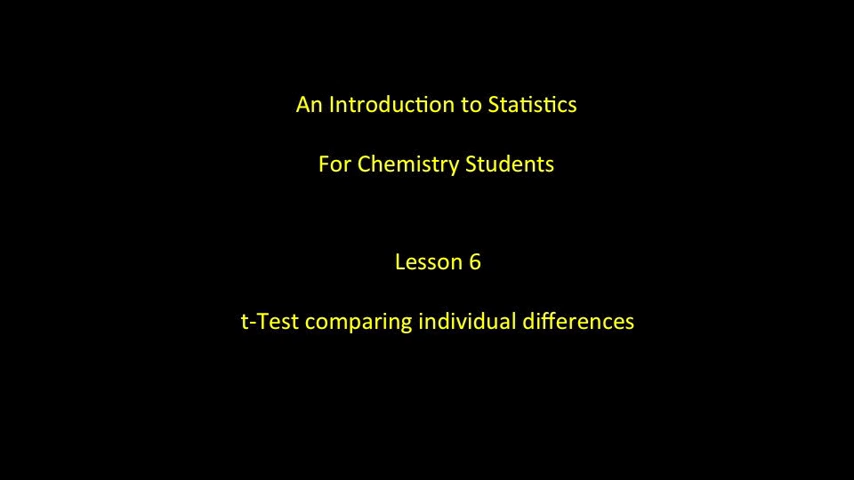 An Introduction to Statistics
For Chemistry Students
Lesson 6
t-Test comparing individual differences